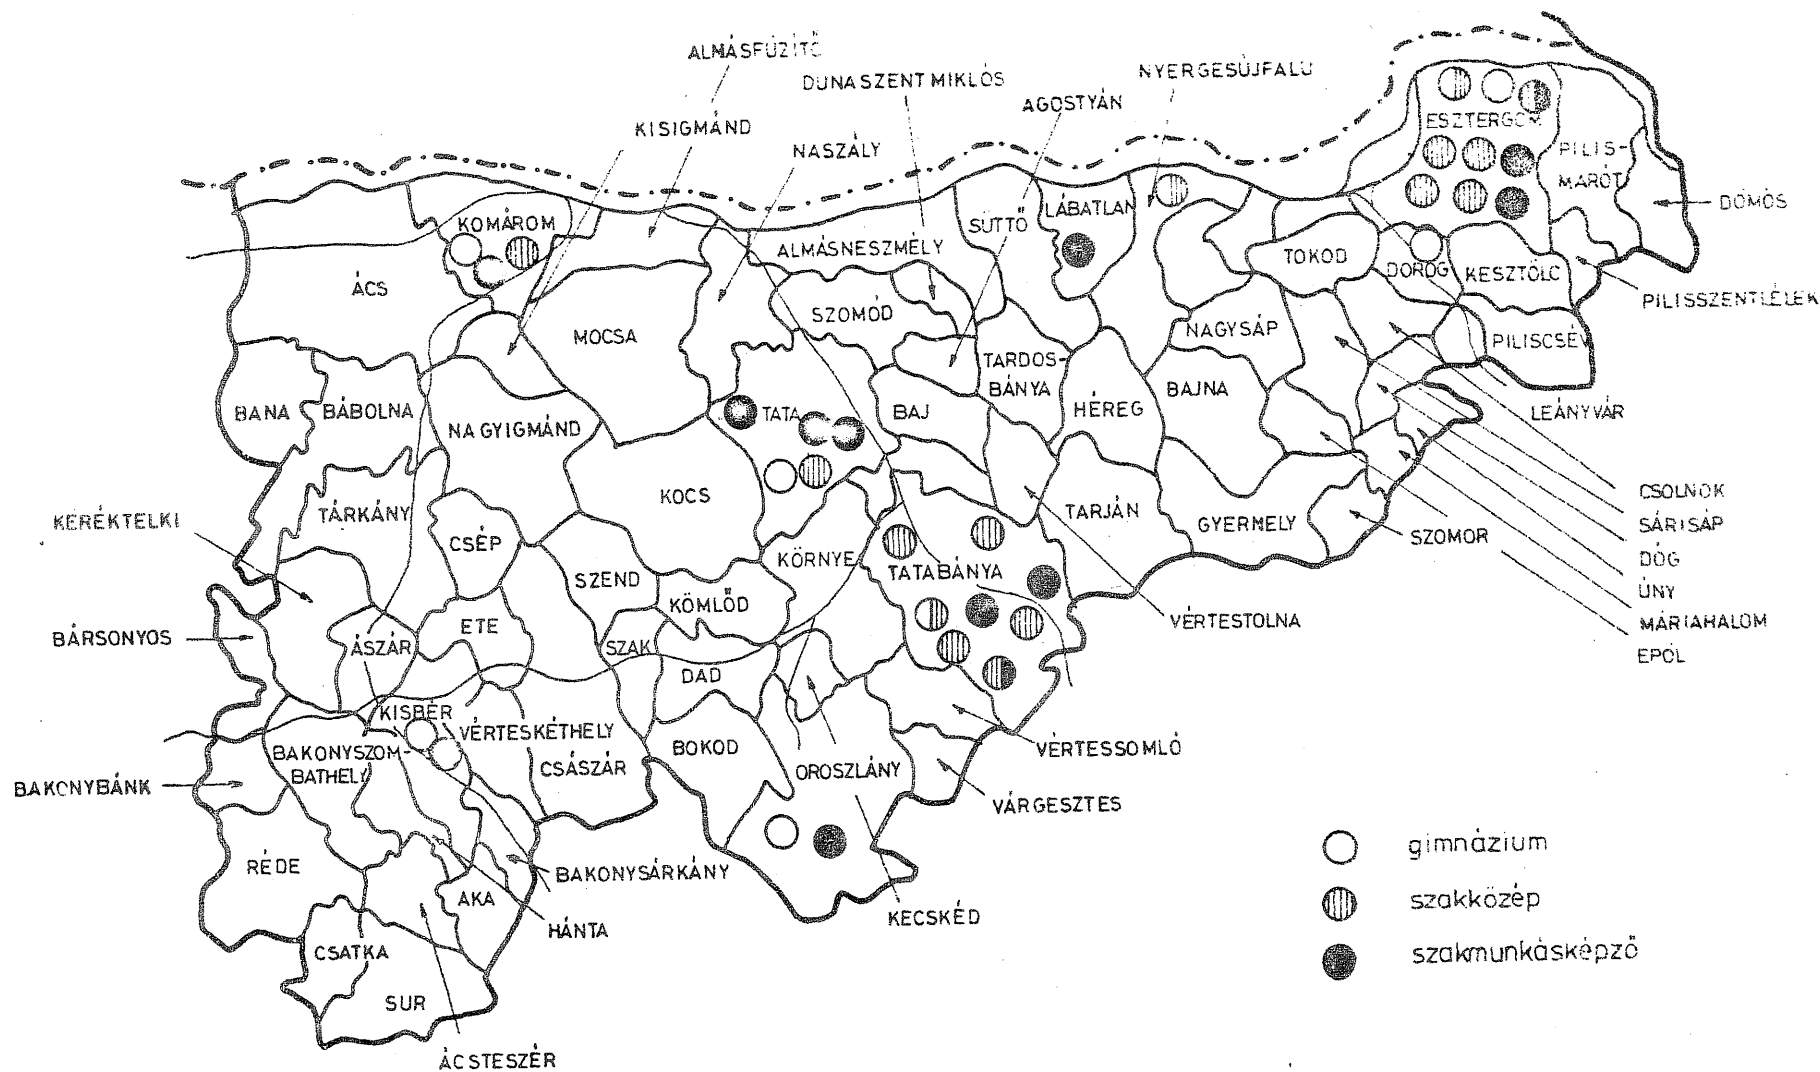 ALMÁSFÜZÍTŐ
DUNASZENTMIKLÓS
NYERGESÚJFALU
AGOSTYÁN
KISIGMÁND
NASZÁLY
ESZTERGOM
PILIS-
MARÓT
DÖMÖS
KOMÁROM
SÜTTŐ
LÁBATLAN
ALMÁSNESZMÉLY
TOKOD
DOROG
KESZTÖLC
PILISSZENTLÉLEK
ÁCS
MOCSA
SZOMÓD
NAGYSÁP
PILISCSÉV
TARDOS-
BÁNYA
BANA
BÁBOLNA
NAGYIGMÁND
TATA
BAJ
HÉREG
BAJNA
LEÁNYVÁR
KOCS
CSOLNOK
KERÉKTELKI
TÁRKÁNY
TARJÁN
GYERMELY
SÁRISÁP
SZOMOR
CSÉP
KÖRNYE
DÓG
SZEND
TATABÁNYA
ÚNY
KÖMLŐD
VÉRTESTOLNA
MÁRIAHALOM
ETE
BÁRSONYOS
ÁSZÁR
SZAK
EPÖL
DAD
KISBÉR
VÉRTESKÉTHELY
BAKONYSZOM-
BATHELY
BOKOD
VÉRTESSOMLÓ
CSÁSZÁR
OROSZLÁNY
BAKONYBÁNK
VÁRGESZTES
gimnázium
RÉDE
BAKONYSÁRKÁNY
AKA
szakközép
KECSKÉD
HÁNTA
CSATKA
szakmunkásképző
SUR
ÁCSTESZÉR